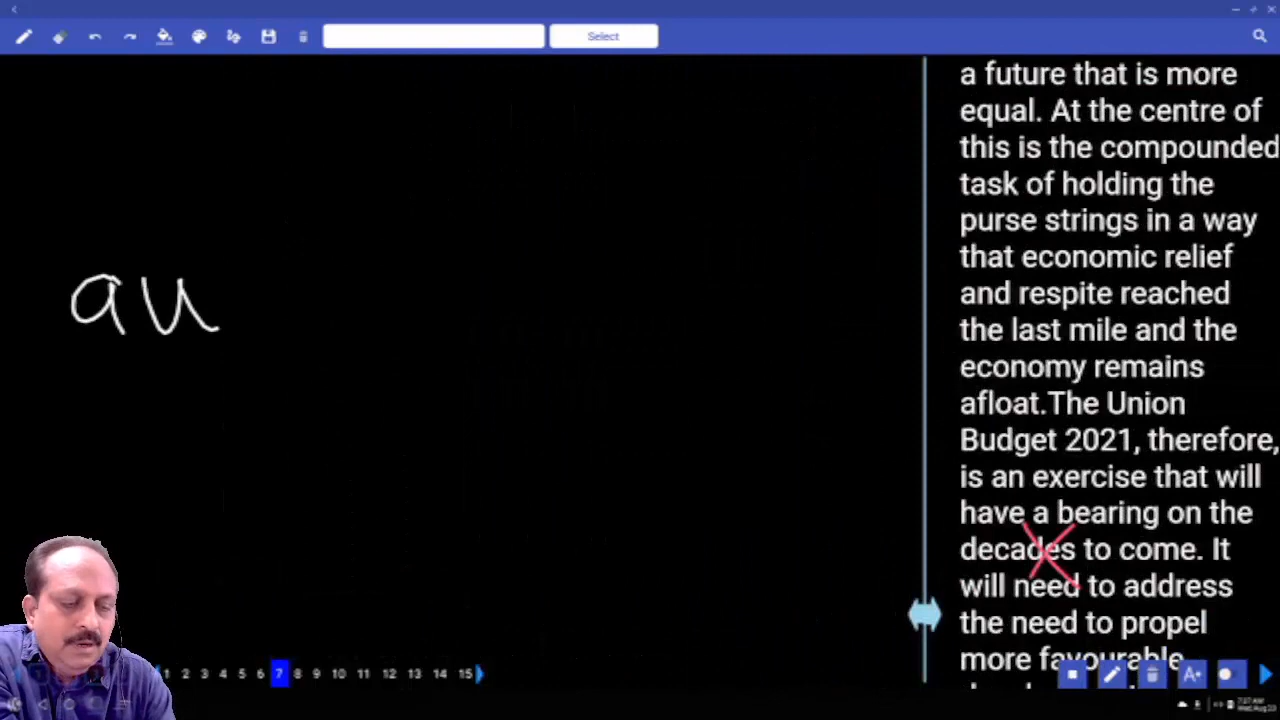 Select
au
a future that is more
equal. At the centre of
this is the compounded
task of holding the
purse strings in a way
that economic relief
and respite reached
the last mile and the
economy remains
afloat.The Union
Budget 2021, therefore,
is an exercise that will
have a bearing on the
decades to come. It
will need to address
the need to propel
more favourable
1 2 3 4 5 6 7 8 9 10 11 12 13 14 15
A+
7:37 AM